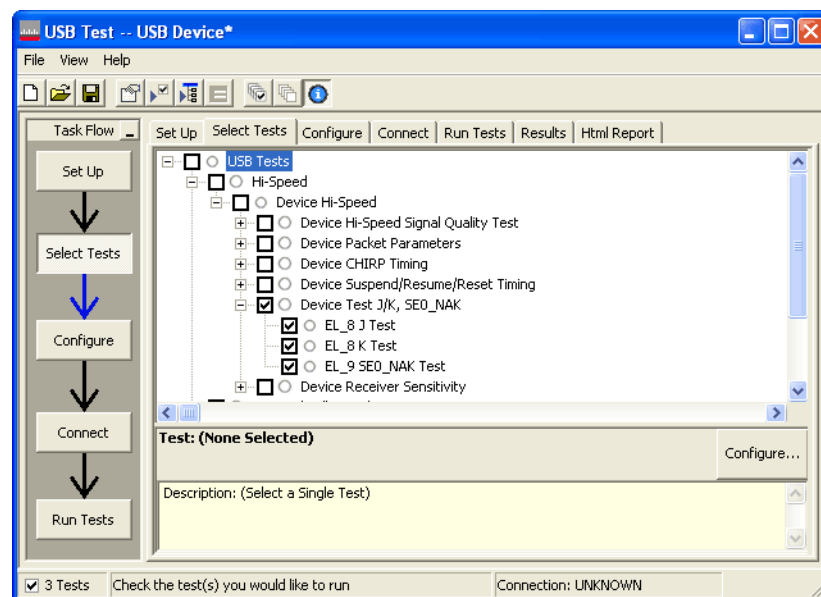 USB Test -- USB Device*
File View Help
Task Flow
Set Up
Select Tests
Configure
Connect
Run Tests
Set Up Select Tests Configure Connect Run Tests Results Html Report
USB Tests
Hi-Speed
Device Hi-Speed
Device Hi-Speed Signal Quality Test
Device Packet Parameters
Device CHIRP Timing
Device Suspend/Resume/Reset Timing
Device Test J/K, SE0_NAK
EL_8 J Test
EL_8 K Test
EL_9 SE0_NAK Test
Device Receiver Sensitivity
Test: (None Selected)
Configure...
Description: (Select a Single Test)
3 Tests Check the test(s) you would like to run Connection: UNKNOWN